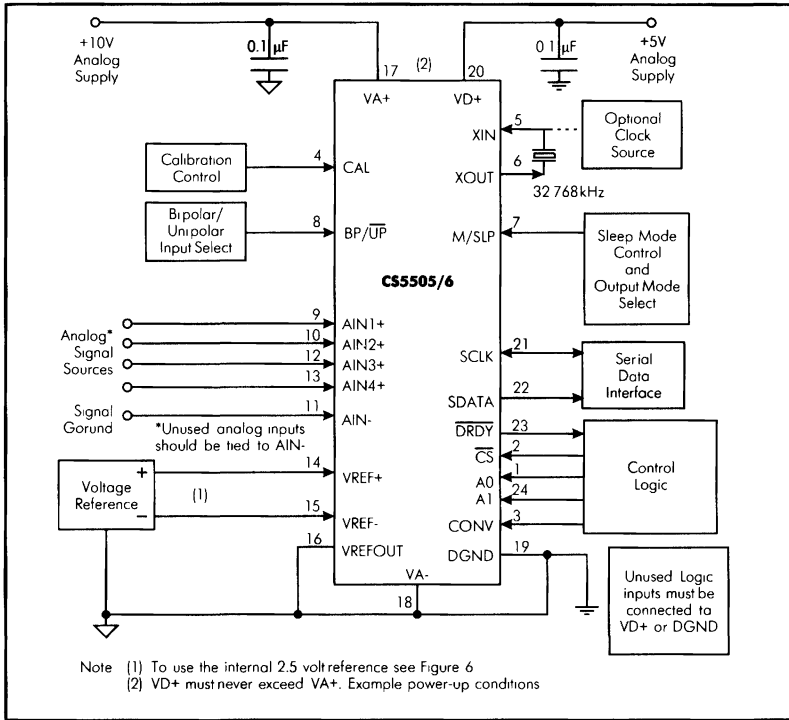 +10V
Analog
Supply
0.1 µF
17
(2)
20
0 1 µF
+5V
Analog
Supply
VA+
VD+
XIN
5
Optional
Clock
Source
XOUT
6
32 768kHz
Calibration
Control
4
CAL
Bipolar/
Unipolar
Input Select
8
BP/UP
M/SLP
7
Sleep Mode
Control
and
Output Mode
Select
CS5505/6
Analog*
Signal
Sources
9
AIN1+
10
AIN2+
12
AIN3+
13
AIN4+
Signal
Gorund
11
AIN-
*Unused analog inputs
should be tied to AIN-
SCLK
21
Serial
Data
Interface
SDATA
22
DRDY
23
CS
2
A0
1
A1
24
CONV
3
Control
Logic
Voltage
Reference
+
−
(1)
14
VREF+
15
VREF-
16
VREFOUT
DGND
19
VA-
18
Unused Logic
inputs must be
connected ta
VD+ or DGND
Note (1) To use the internal 2.5 volt reference see Figure 6
(2) VD+ must never exceed VA+. Example power-up conditions